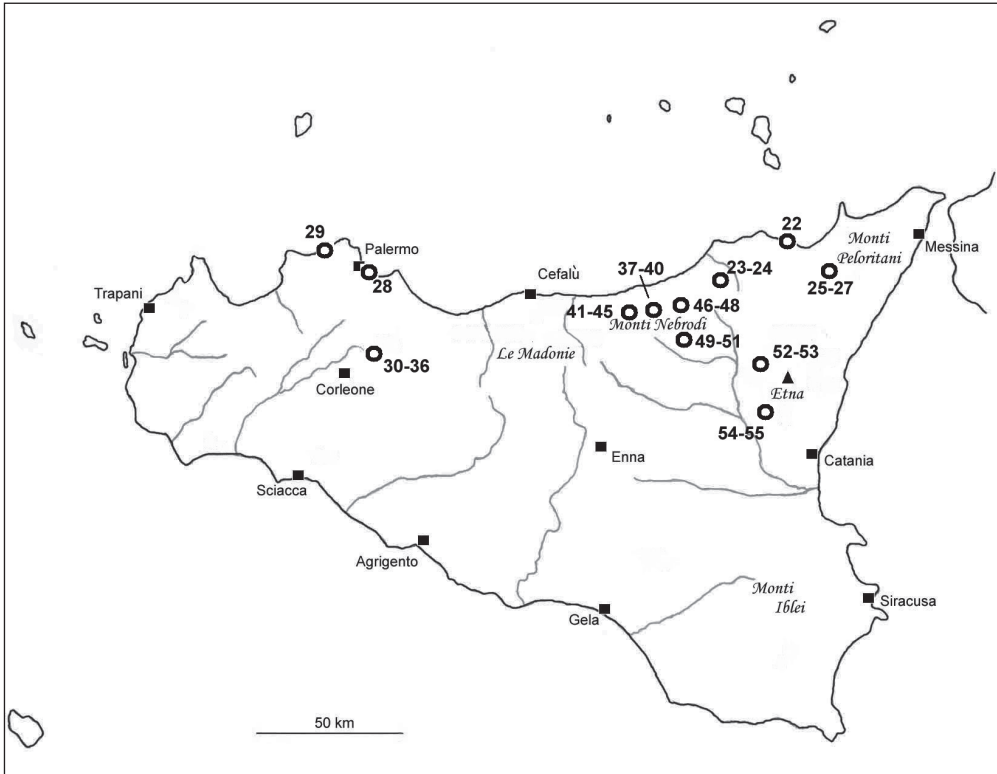 22
29
Monti
Peloritani
Messina
Palermo
28
23-24
25-27
37-40
Cefalù
Trapani
46-48
41-45
Monti Nebrodi
49-51
Le Madonie
30-36
52-53
Corleone
Etna
54-55
Enna
Catania
Sciacca
Agrigento
Monti
Iblei
Siracusa
Gela
50 km